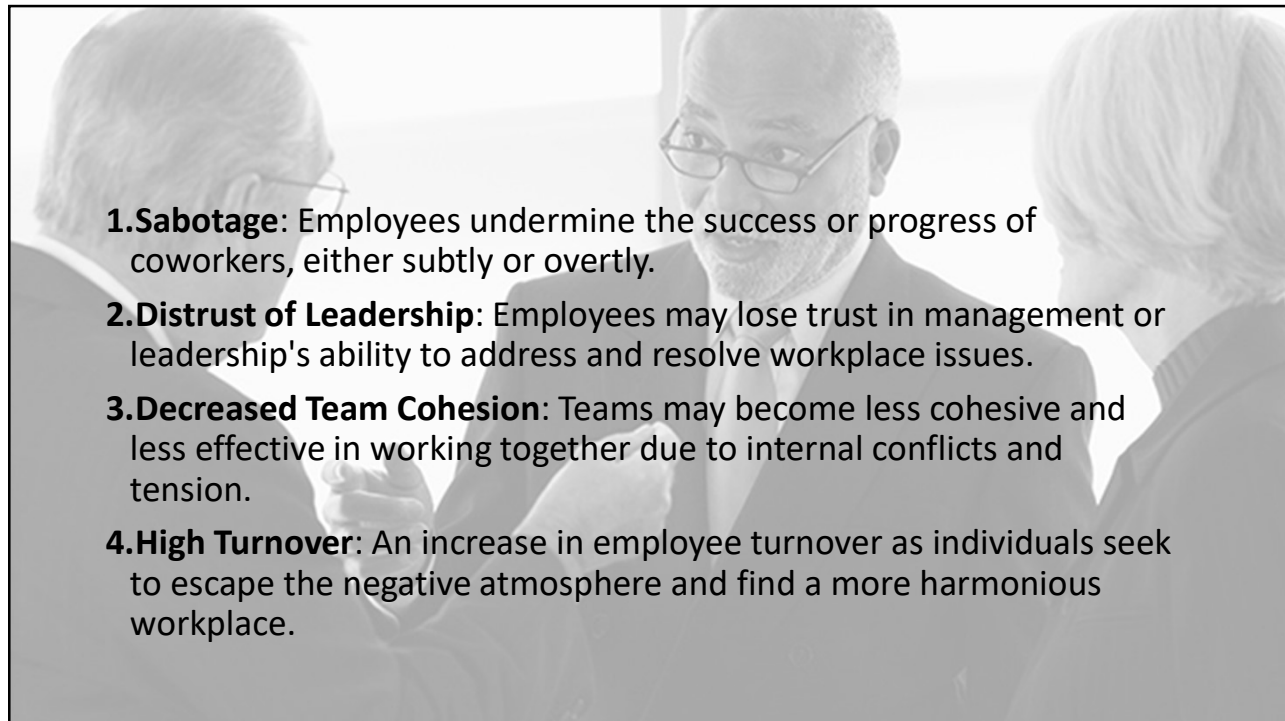 1.Sabotage: Employees undermine the success or progress of
coworkers, either subtly or overtly.
2.Distrust of Leadership: Employees may lose trust in management or
leadership's ability to address and resolve workplace issues.
3.Decreased Team Cohesion: Teams may become less cohesive and
less effective in working together due to internal conflicts and
tension.
4.High Turnover: An increase in employee turnover as individuals seek
to escape the negative atmosphere and find a more harmonious
workplace.